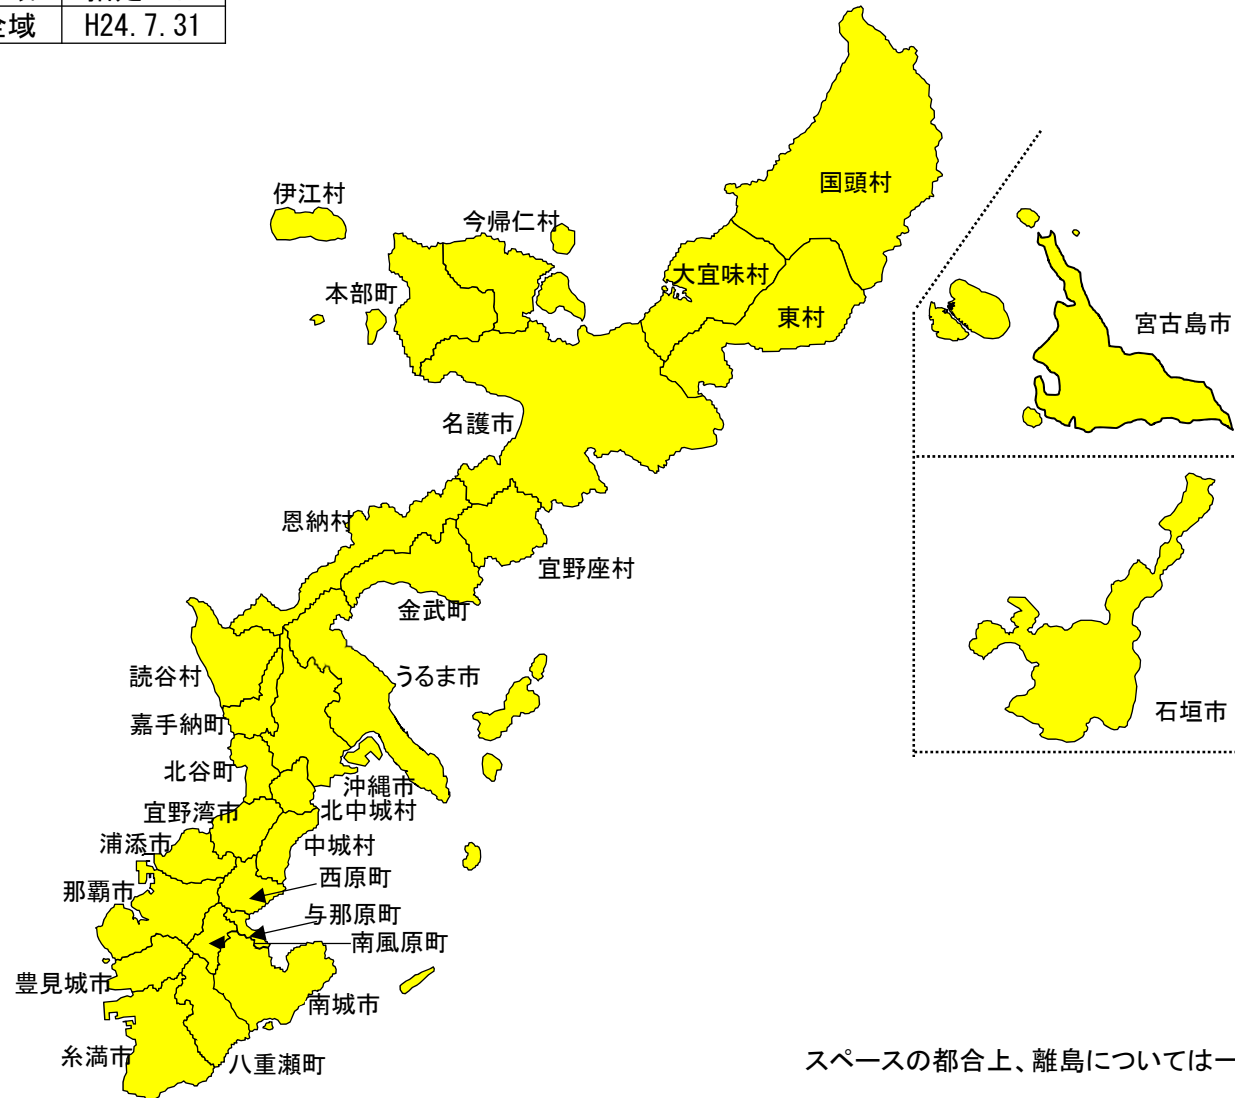 全域 H24.7.31
国頭村
伊江村
今帰仁村
大宜味村
本部町
東村
宮古島市
名護市
恩納村
宜野座村
金武町
読谷村
うるま市
石垣市
嘉手納町
北谷町
沖縄市
宜野湾市
北中城村
浦添市
中城村
西原町
那覇市
与那原町
南風原町
豊見城市
南城市
糸満市
八重瀬町
スペースの都合上、離島については一